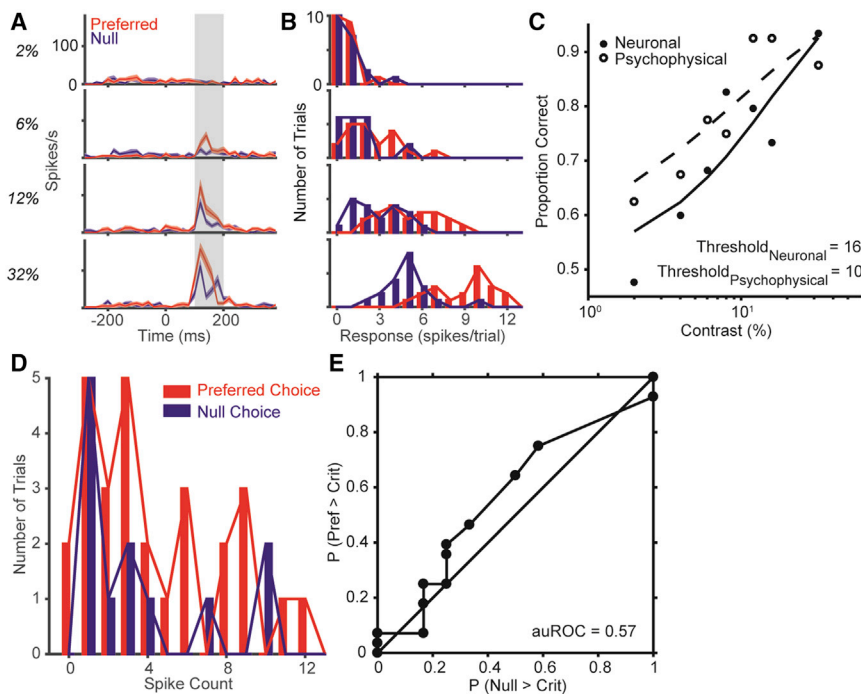 A
Preferred
Null
2%
100
0
6%
12%
32%
Spikes/s
-200
0
200
Time (ms)
B
10
5
0
Number of Trials
0
3
6
9
12
Response (spikes/trial)
C
Neuronal
Psychophysical
0.9
0.8
0.7
0.6
0.5
Proportion Correct
Threshold Neuronal = 16
Threshold Psychophysical = 10
10⁰
10¹
Contrast (%)
D
Preferred Choice
Null Choice
5
4
3
2
1
0
Number of Trials
0
4
8
12
Spike Count
E
1
0.8
0.6
0.4
0.2
0
P (Pref > Crit)
auROC = 0.57
0.2
0.4
0.6
0.8
1
P (Null > Crit)